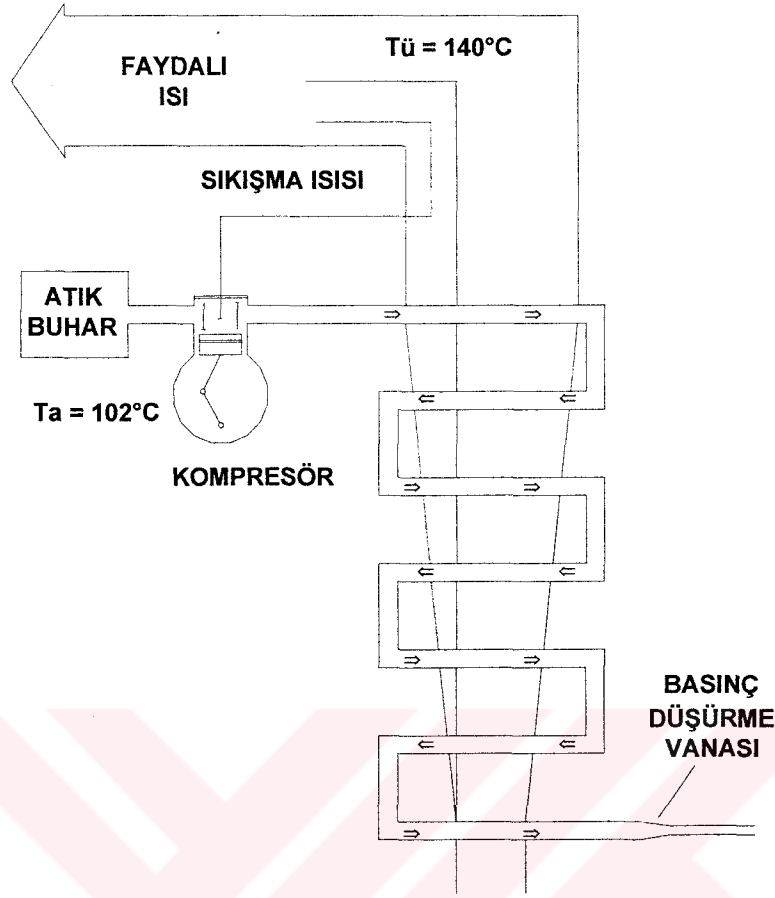 Tü = 140°C
FAYDALI
ISI
SIKIŞMA ISISI
ATIK
BUHAR
Ta = 102°C
KOMPRESÖR
BASINÇ
DÜŞÜRME
VANASI